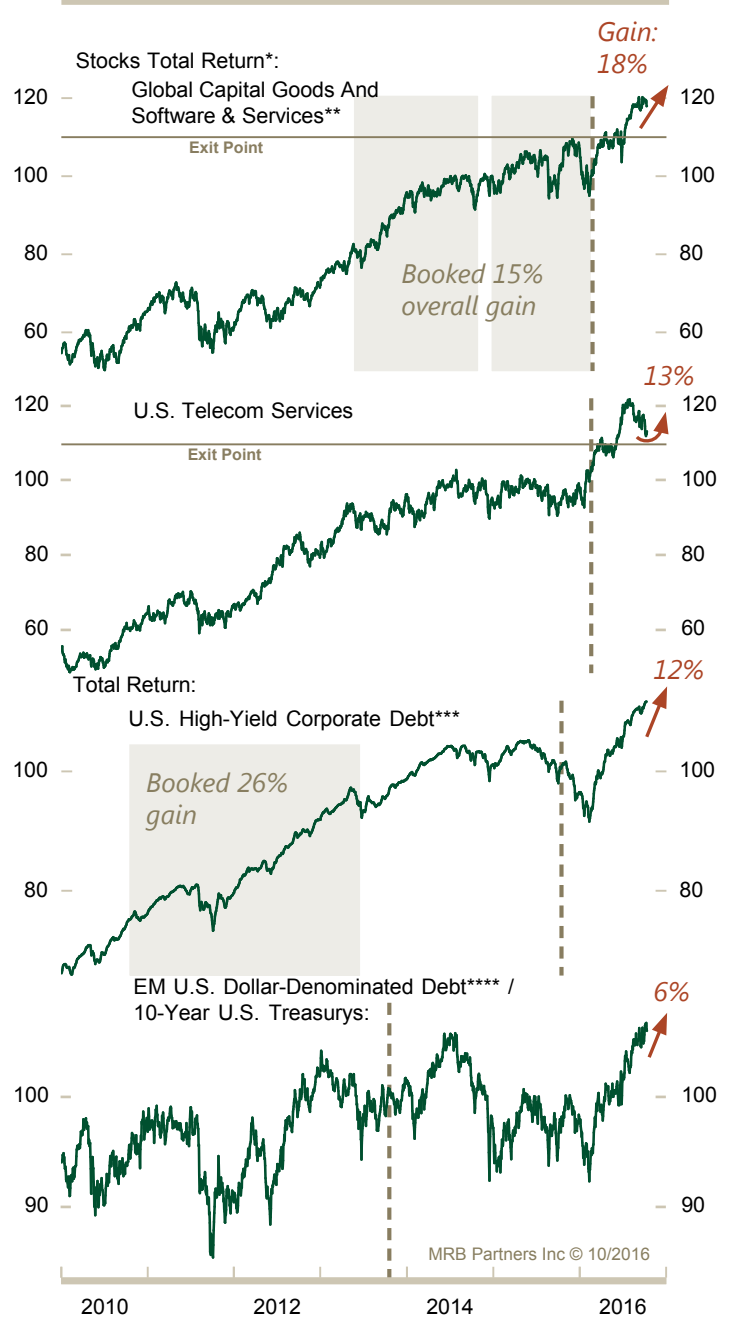 Gain:
18%
Stocks Total Return*:
Global Capital Goods And
Software & Services**
120 120
Exit Point
100 100
80 80
Booked 15%
overall gain
60 60
13%
120 120
U.S. Telecom Services
Exit Point
100 100
80 80
60 60
12%
Total Return:
U.S. High-Yield Corporate Debt***
100 100
Booked 26%
gain
80 80
EM U.S. Dollar-Denominated Debt**** /
10-Year U.S. Treasurys:
6%
100 100
90 90
MRB Partners Inc © 10/2016
2010 2012 2014 2016